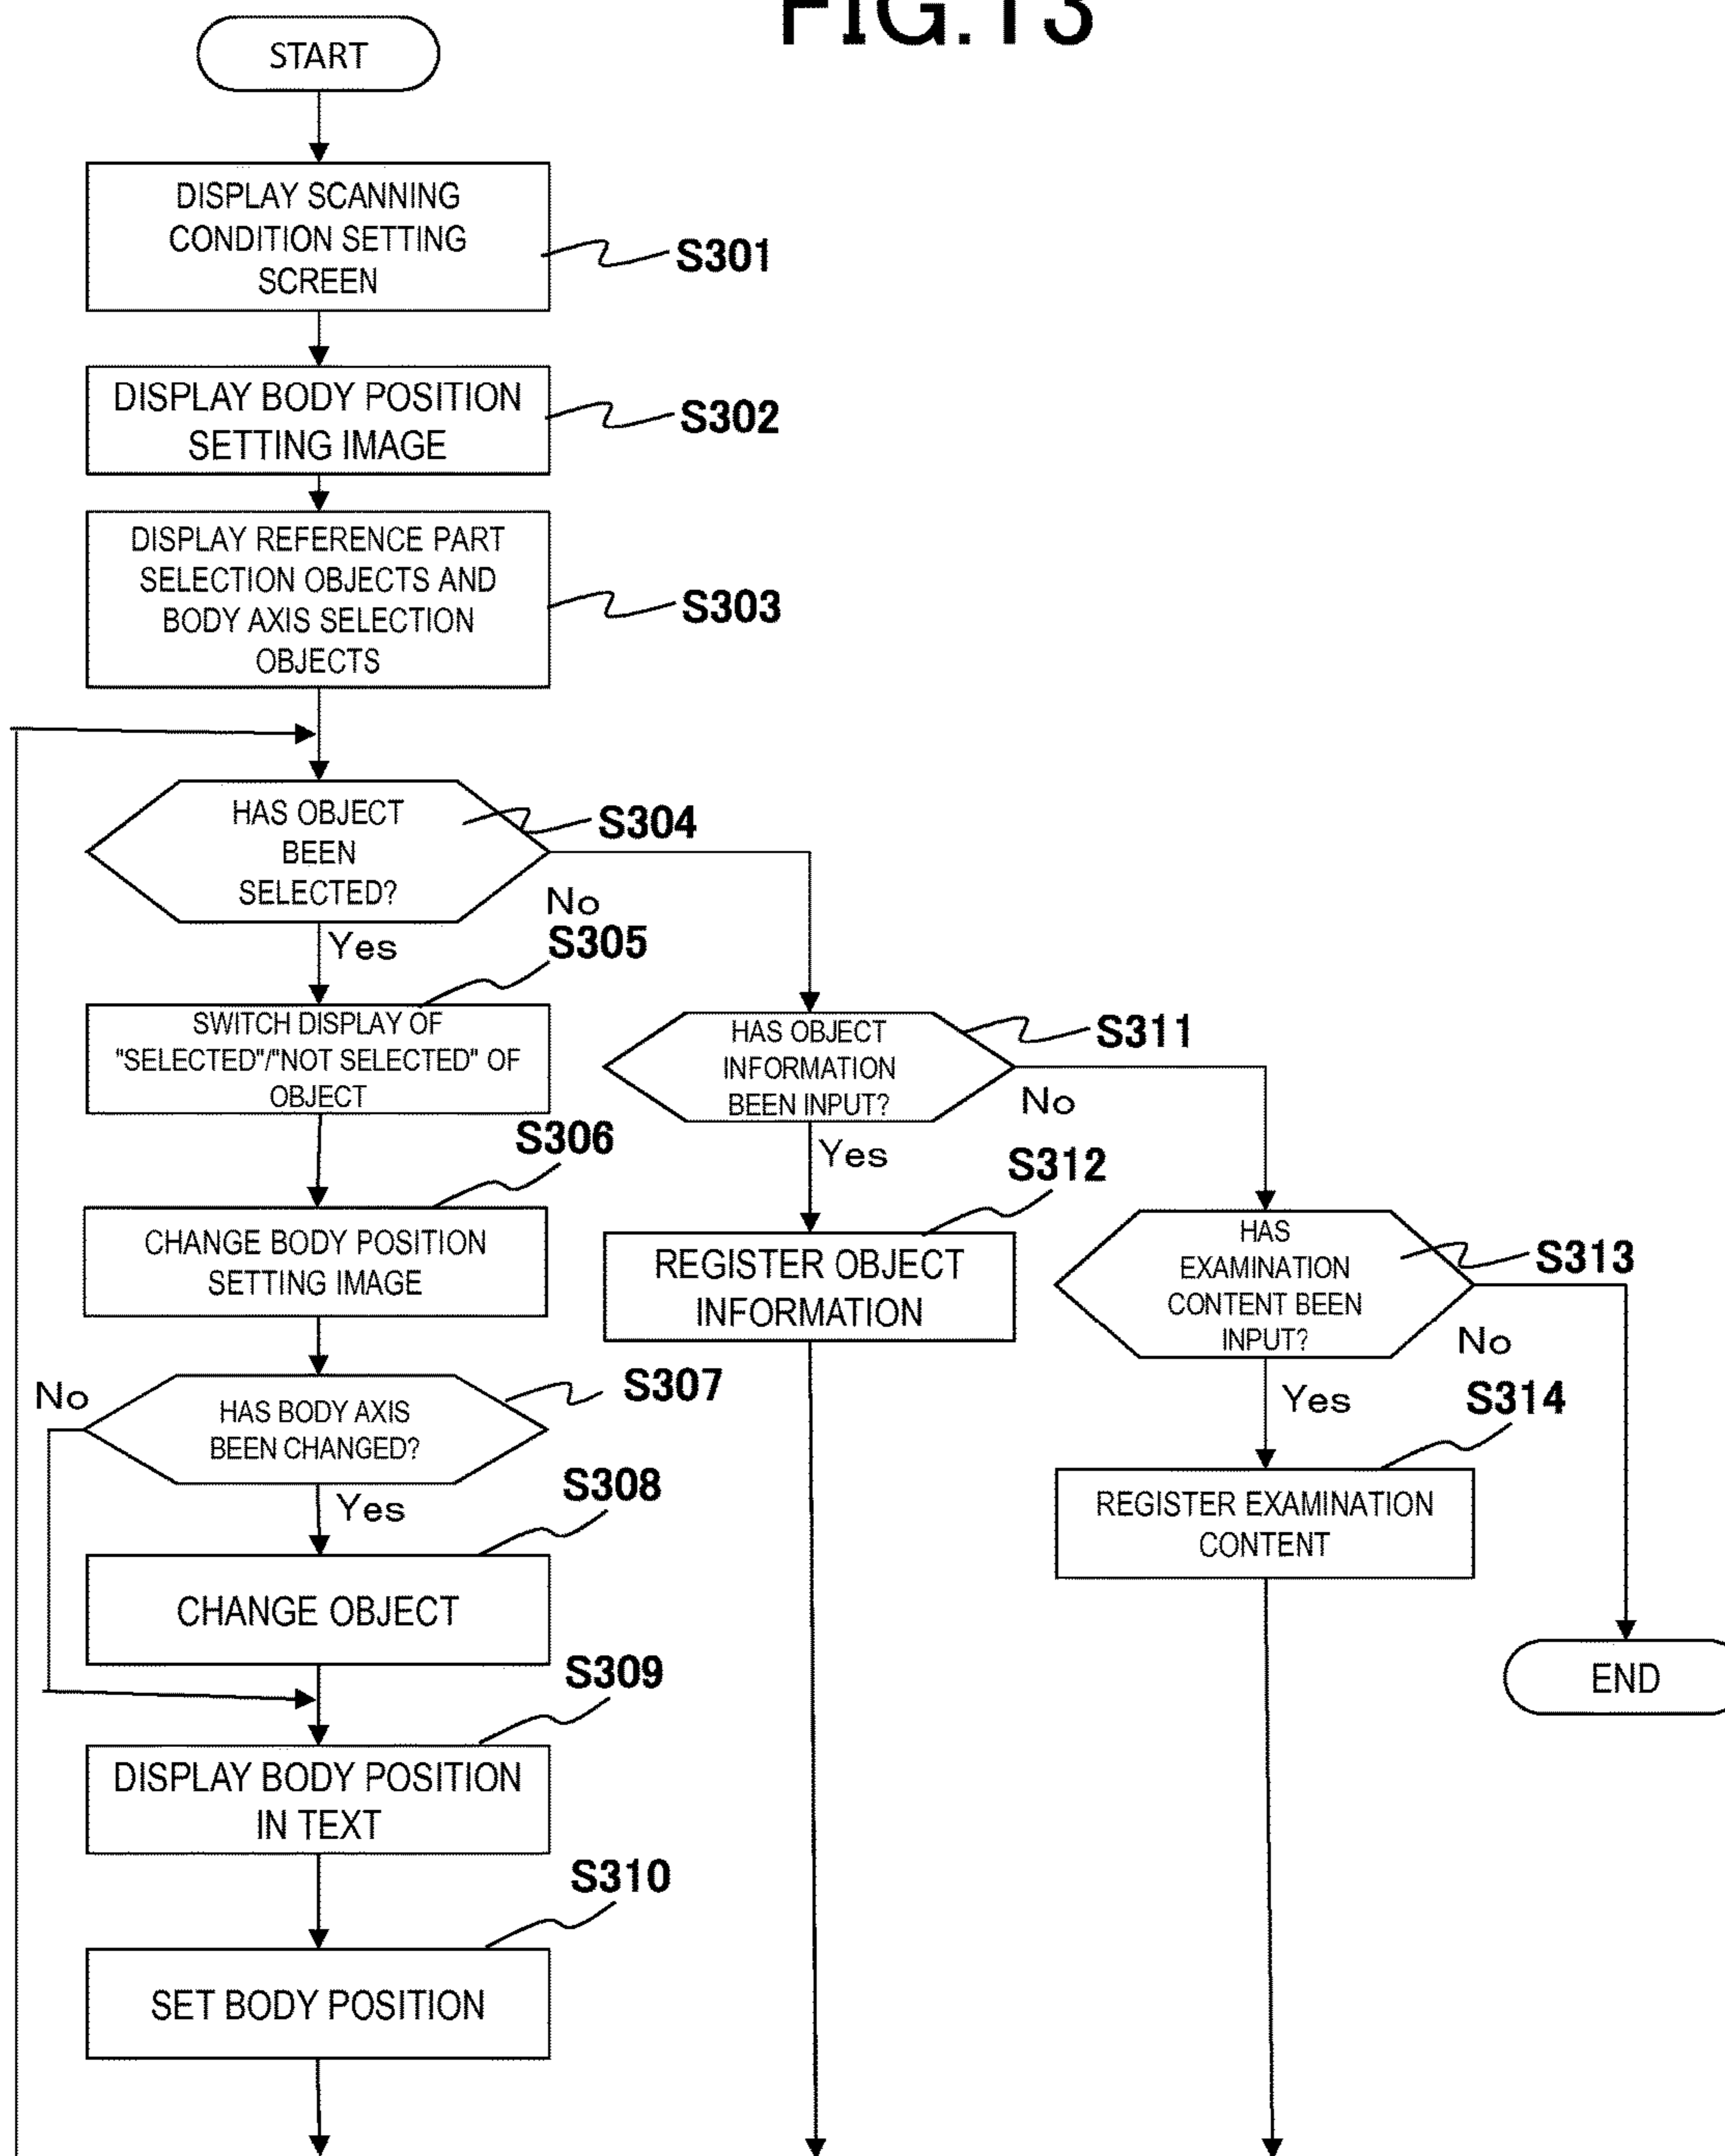 FIG.13
START
DISPLAY SCANNING
CONDITION SETTING
SCREEN
S301
DISPLAY BODY POSITION
SETTING IMAGE
S302
DISPLAY REFERENCE PART
SELECTION OBJECTS AND
BODY AXIS SELECTION
OBJECTS
S303
HAS OBJECT
BEEN
SELECTED?
S304
No
Yes
S305
SWITCH DISPLAY OF
"SELECTED"/"NOT SELECTED" OF
OBJECT
S306
CHANGE BODY POSITION
SETTING IMAGE
No
HAS BODY AXIS
BEEN CHANGED?
S307
Yes
S308
CHANGE OBJECT
S309
DISPLAY BODY POSITION
IN TEXT
S310
SET BODY POSITION
HAS OBJECT
INFORMATION
BEEN INPUT?
S311
No
Yes
S312
REGISTER OBJECT
INFORMATION
HAS
EXAMINATION
CONTENT BEEN
INPUT?
S313
No
Yes
S314
REGISTER EXAMINATION
CONTENT
END